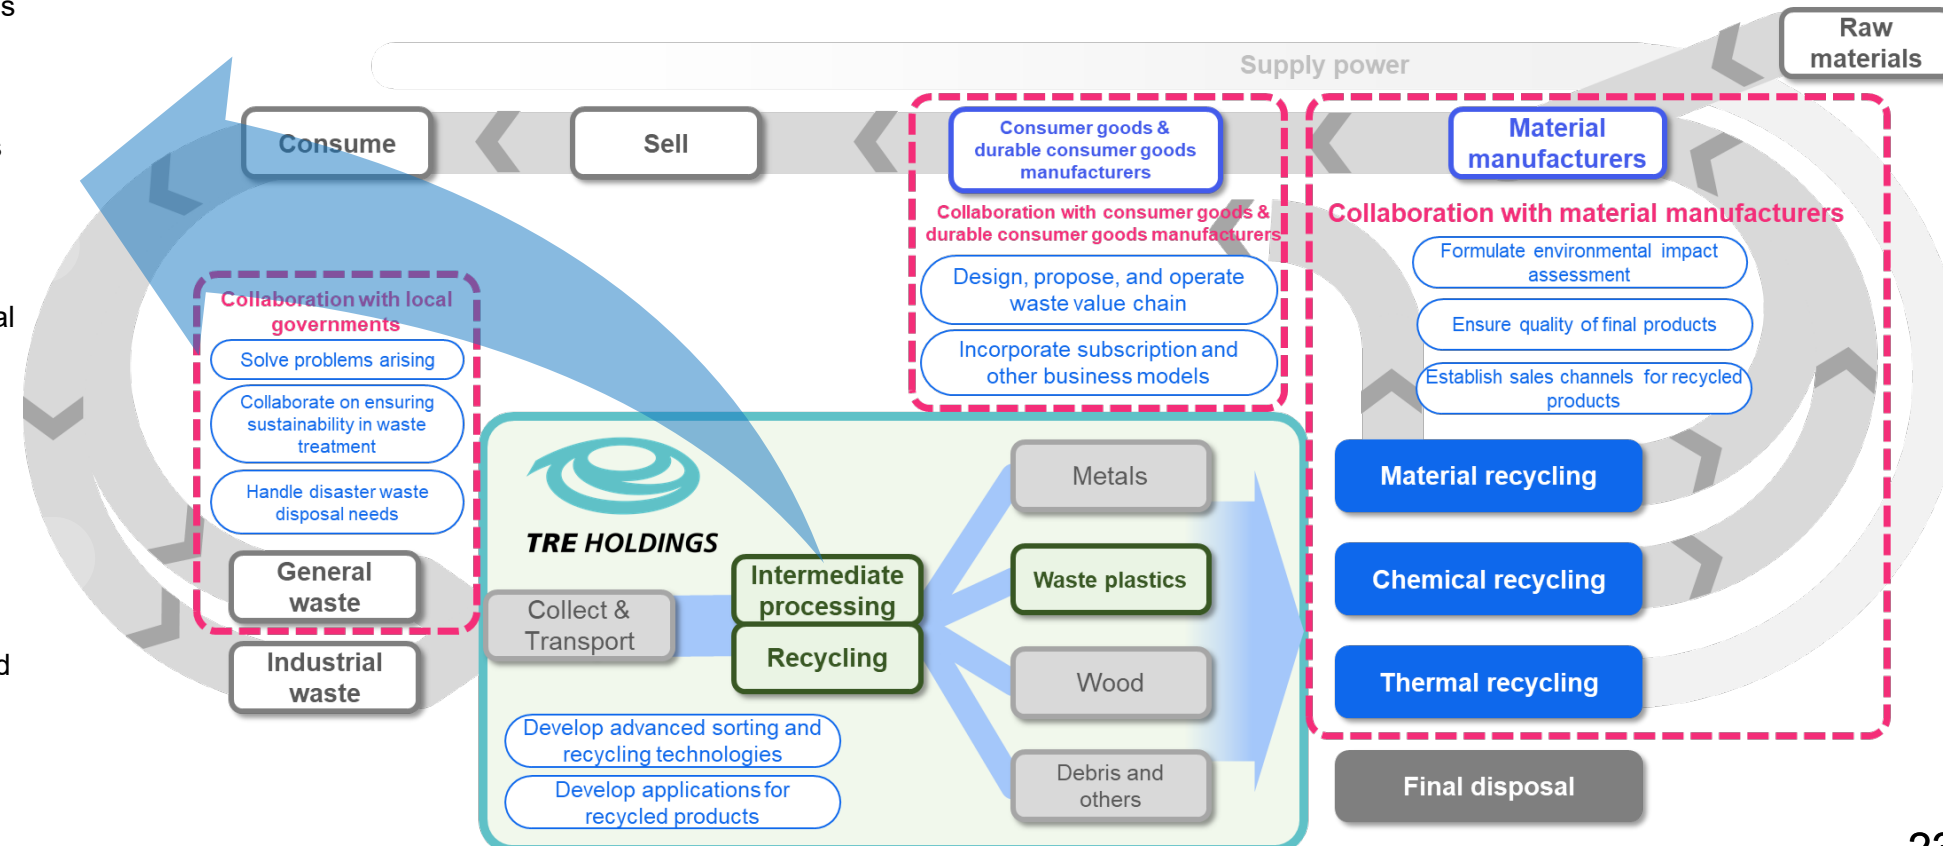 s
Raw
materials
Supply power
Consume
Sell
Consumer goods &
durable consumer goods
manufacturers
Material
manufacturers
Collaboration with consumer goods &
durable consumer goods manufacturers
Design, propose, and operate
waste value chain
Incorporate subscription and
other business models
Collaboration with material manufacturers
Formulate environmental impact
assessment
Ensure quality of final products
Establish sales channels for recycled
products
al
Collaboration with local
governments
Solve problems arising
Collaborate on ensuring
sustainability in waste
treatment
Handle disaster waste
disposal needs
General
waste
Industrial
waste
d
TRE HOLDINGS
Collect &
Transport
Intermediate
processing
Recycling
Develop advanced sorting and
recycling technologies
Develop applications for
recycled products
Metals
Waste plastics
Wood
Debris and
others
Material recycling
Chemical recycling
Thermal recycling
Final disposal